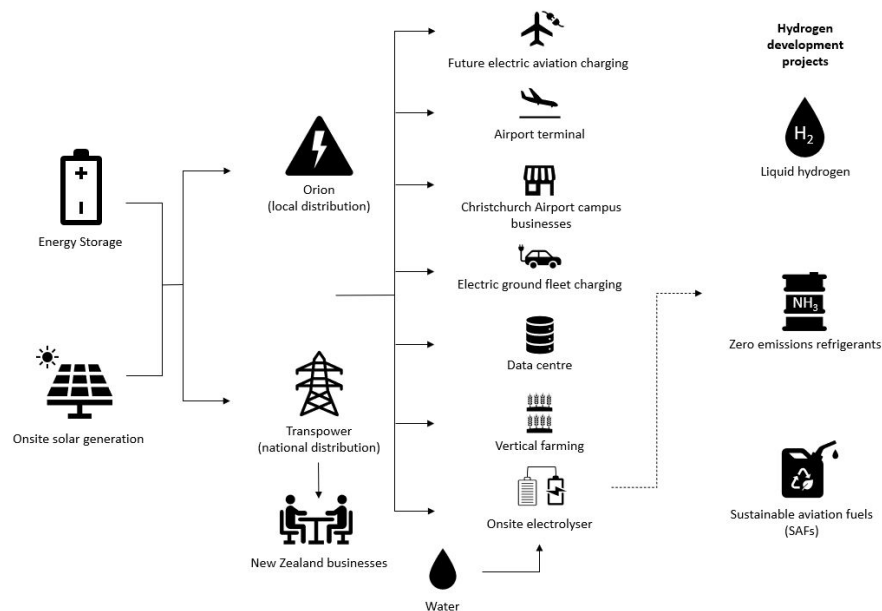 Hydrogen
development
projects
Future electric aviation charging
Airport terminal
H2
Liquid hydrogen
Orion
(local distribution)
Christchurch Airport campus
businesses
Energy Storage
Electric ground fleet charging
NH3
Zero emissions refrigerants
Data centre
Onsite solar generation
Transpower
(national distribution)
Vertical farming
Onsite electrolyser
Sustainable aviation fuels
(SAFs)
New Zealand businesses
Water